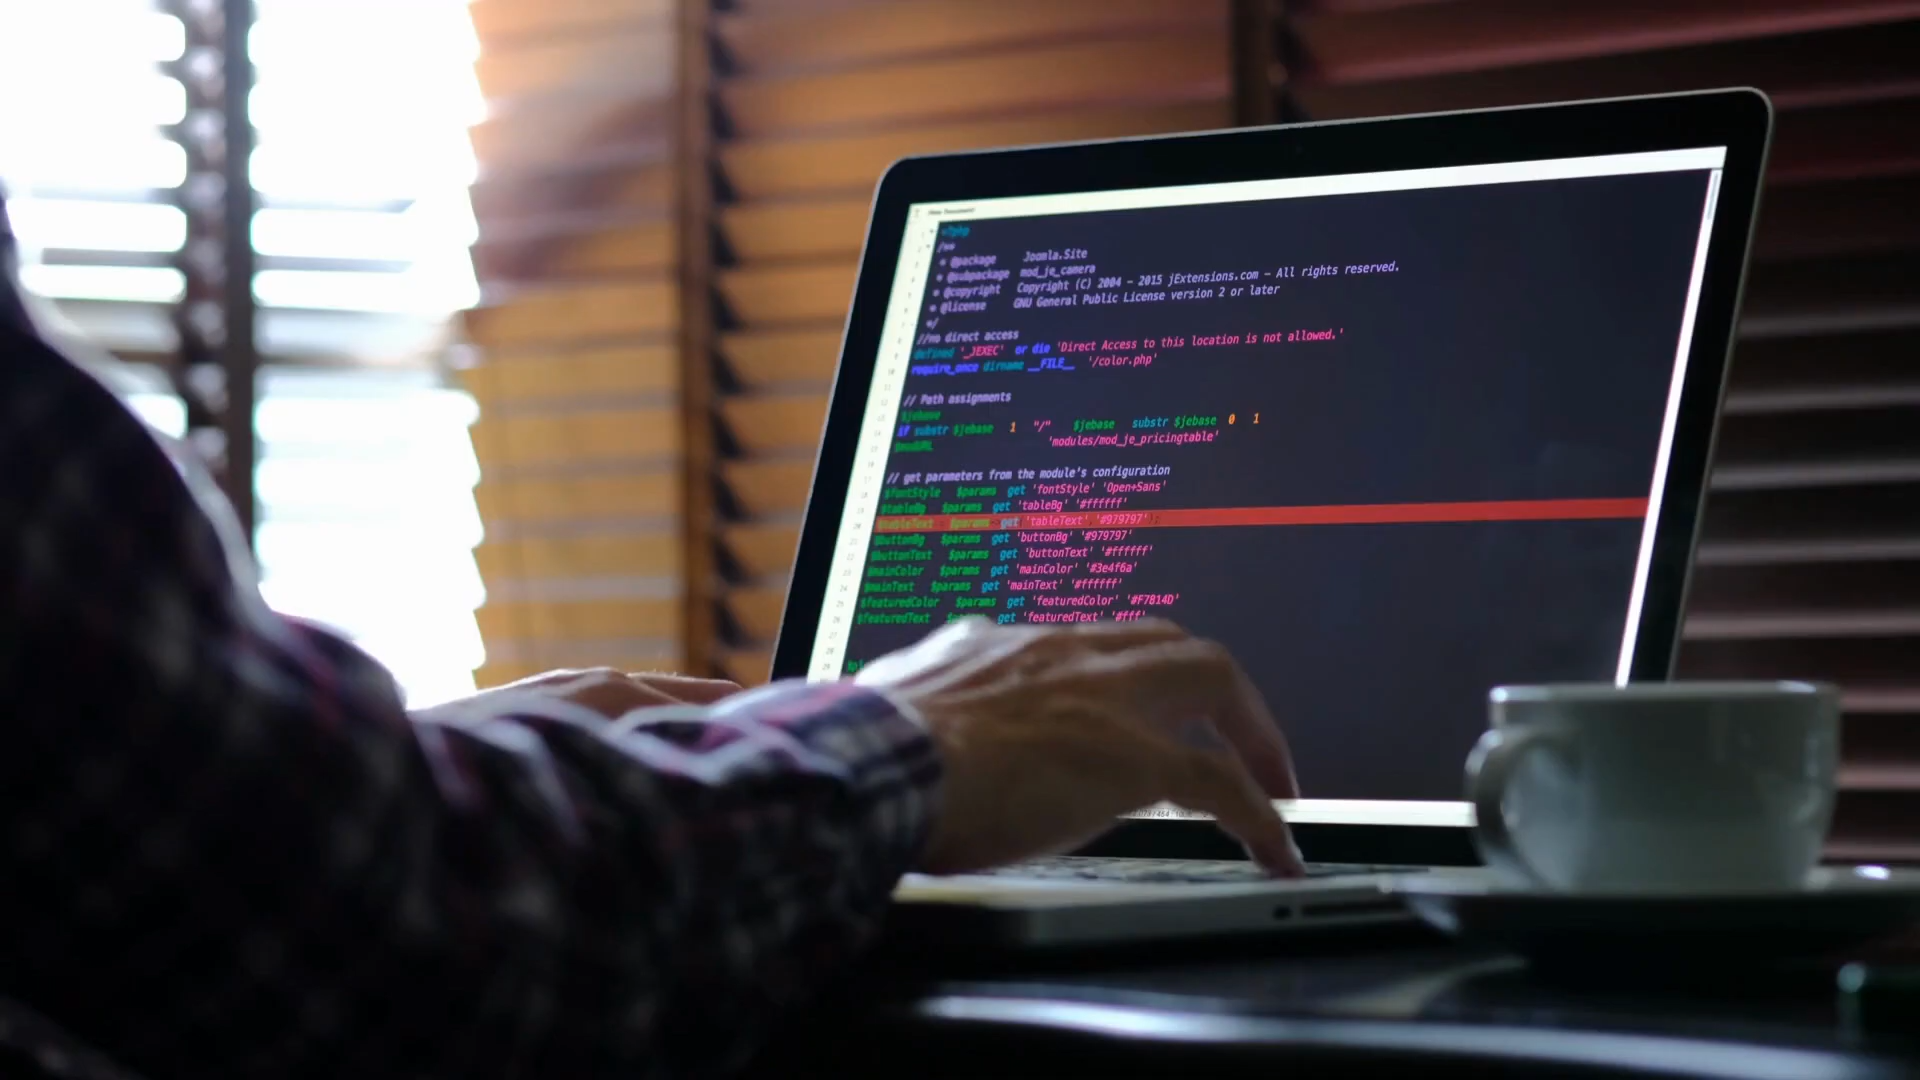 New Document
<?php
/**
* @package Joomla.Site
* @subpackage mod_je_camera
* @copyright Copyright (C) 2004 - 2015 jExtensions.com - All rights reserved.
* @license GNU General Public License version 2 or later
*/
//no direct access
defined '_JEXEC' or die 'Direct Access to this location is not allowed.'
require_once dirname __FILE__ '/color.php'
// Path assignments
$jebase
if substr $jebase 1 "/" $jebase substr $jebase 0 1
$modURL 'modules/mod_je_pricingtable'
// get parameters from the module's configuration
$fontStyle $params get 'fontStyle' 'Open+Sans'
$tableBg $params get 'tableBg' '#ffffff'
$tableText = $params->get('tableText','#979797');
$buttonBg $params get 'buttonBg' '#979797'
$buttonText $params get 'buttonText' '#ffffff'
$mainColor $params get 'mainColor' '#3e4f6a'
$mainText $params get 'mainText' '#ffffff'
$featuredColor $params get 'featuredColor' '#F7814D'
$featuredText $params get 'featuredText' '#fff'